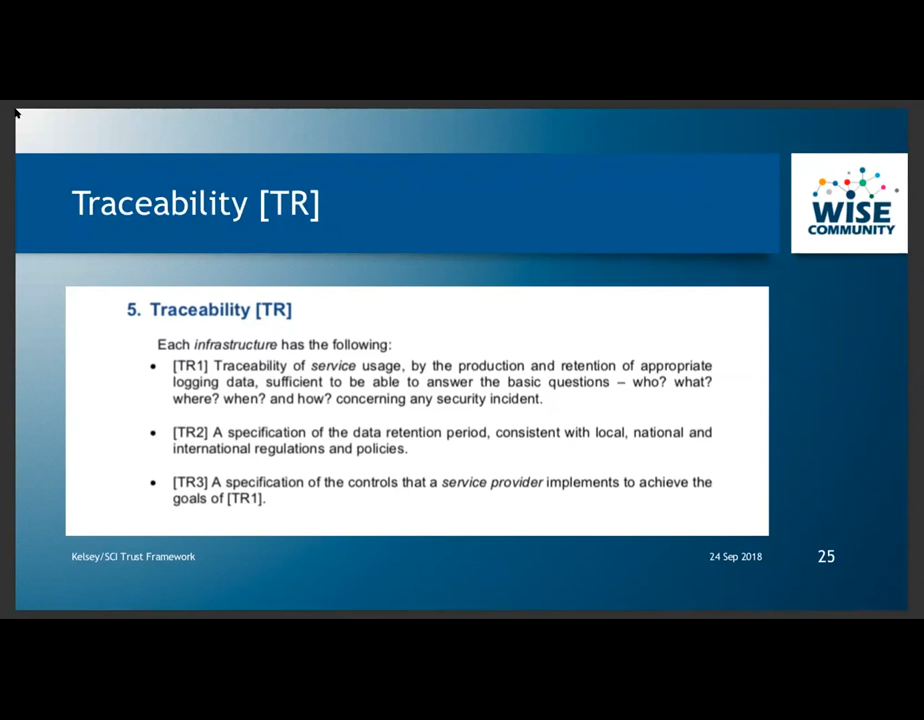 Traceability [TR]
WISE
COMMUNITY
5. Traceability [TR]
Each infrastructure has the following:
• [TR1] Traceability of service usage, by the production and retention of appropriate
logging data, sufficient to be able to answer the basic questions – who? what?
where? when? and how? concerning any security incident.
• [TR2] A specification of the data retention period, consistent with local, national and
international regulations and policies.
• [TR3] A specification of the controls that a service provider implements to achieve the
goals of [TR1].
Kelsey/SCI Trust Framework
24 Sep 2018
25